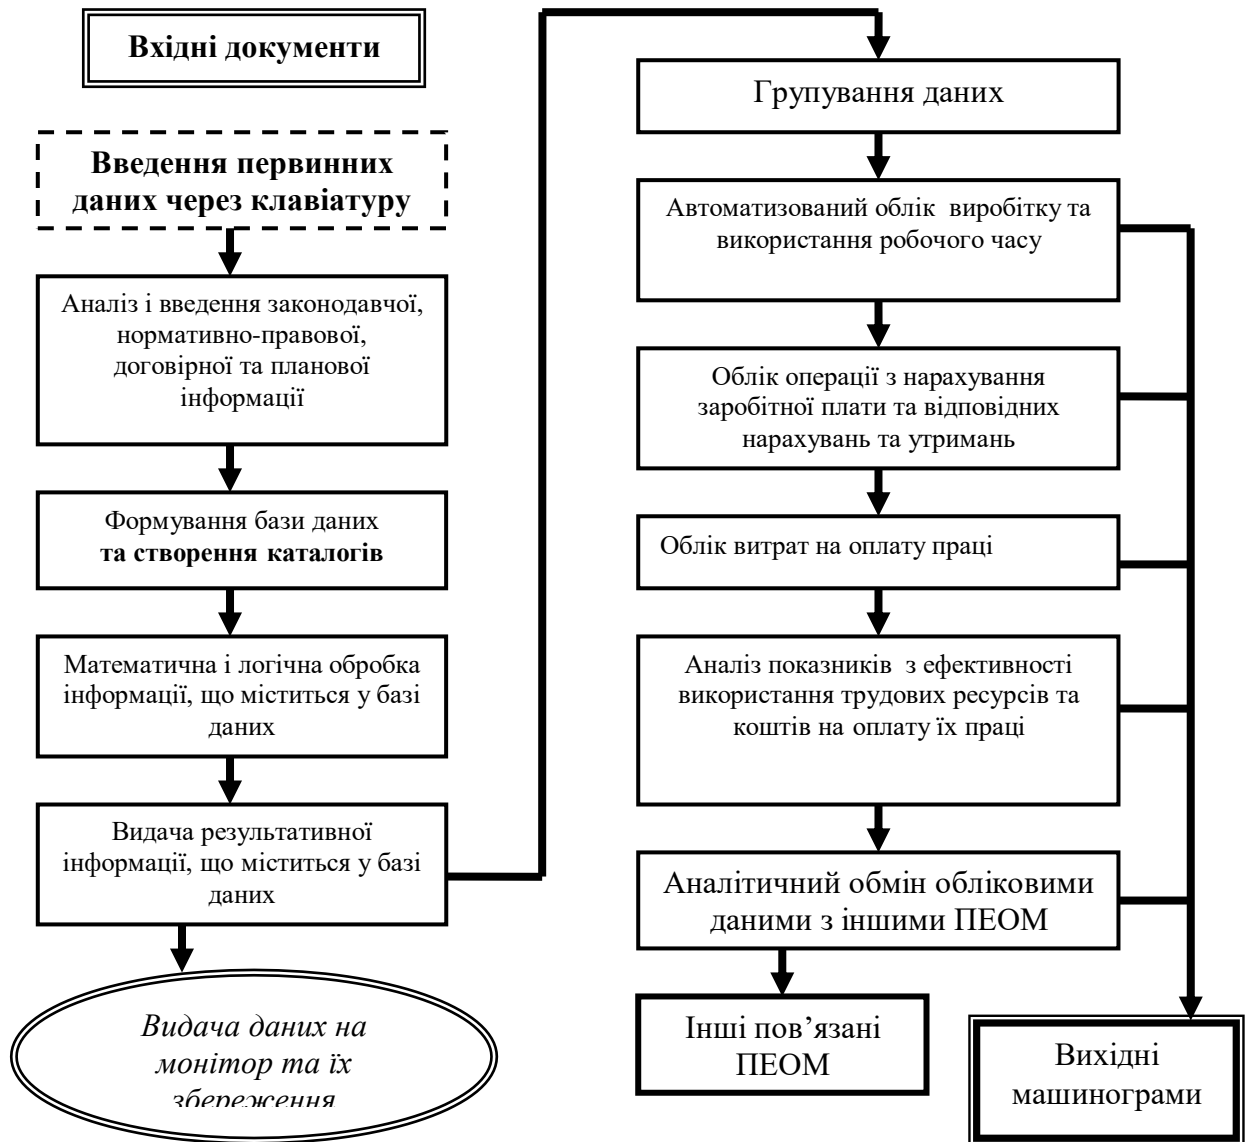 Вхідні документи
Введення первинних
даних через клавіатуру
Аналіз і введення законодавчої,
нормативно-правової,
договірної та планової
інформації
Формування бази даних
та створення каталогів
Математична і логічна обробка
інформації, що міститься у базі
даних
Видача результативної
інформації, що міститься у базі
даних
Видача даних на
монітор та їх
збереження
Групування даних
Автоматизований облік виробітку та
використання робочого часу
Облік операції з нарахування
заробітної плати та відповідних
нарахувань та утримань
Облік витрат на оплату праці
Аналіз показників з ефективності
використання трудових ресурсів та
коштів на оплату їх праці
Аналітичний обмін обліковими
даними з іншими ПЕОМ
Інші пов’язані
ПЕОМ
Вихідні
машинограми